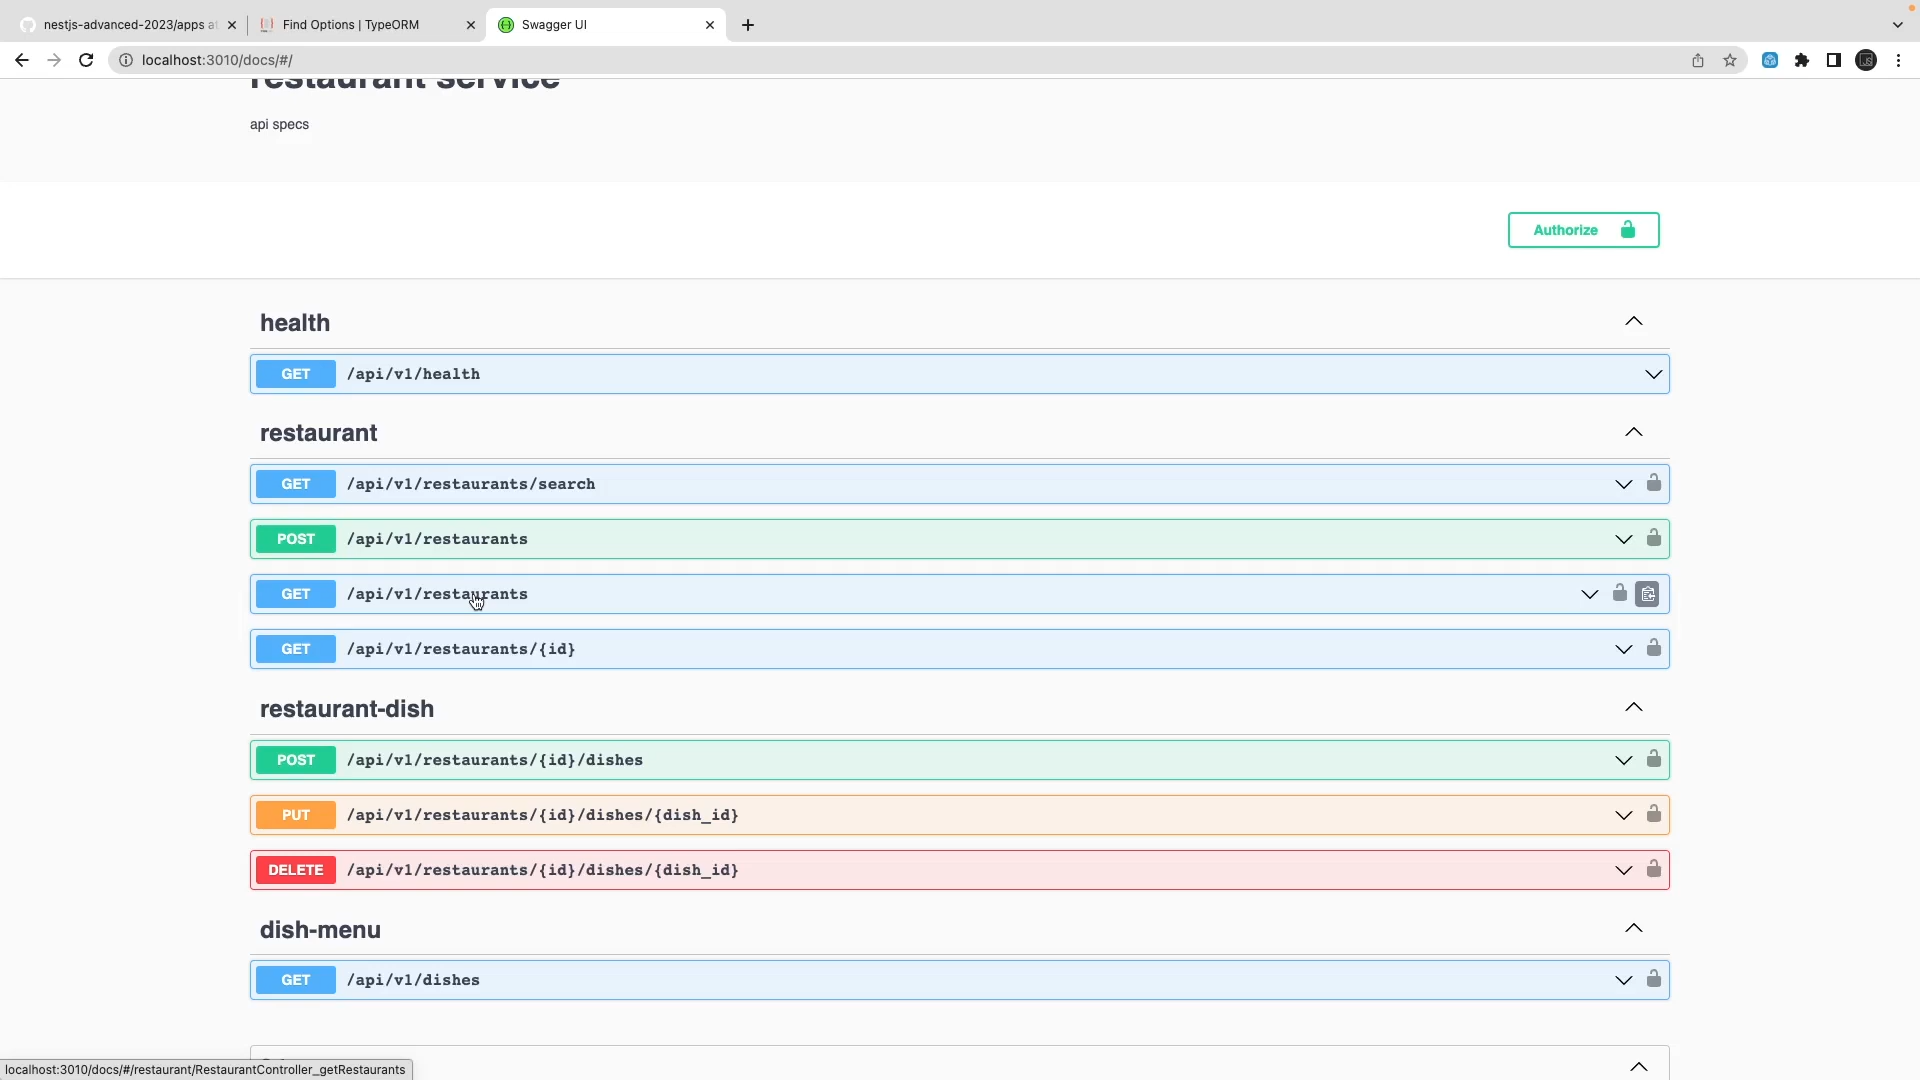 nestjs-advanced-2023/apps at
Find Options | TypeORM
Swagger UI
localhost:3010/docs/#/
restaurant service
api specs
Authorize
health
GET /api/v1/health
restaurant
GET /api/v1/restaurants/search
POST /api/v1/restaurants
GET /api/v1/restaurants
GET /api/v1/restaurants/{id}
restaurant-dish
POST /api/v1/restaurants/{id}/dishes
PUT /api/v1/restaurants/{id}/dishes/{dish_id}
DELETE /api/v1/restaurants/{id}/dishes/{dish_id}
dish-menu
GET /api/v1/dishes
localhost:3010/docs/#/restaurant/RestaurantController_getRestaurants